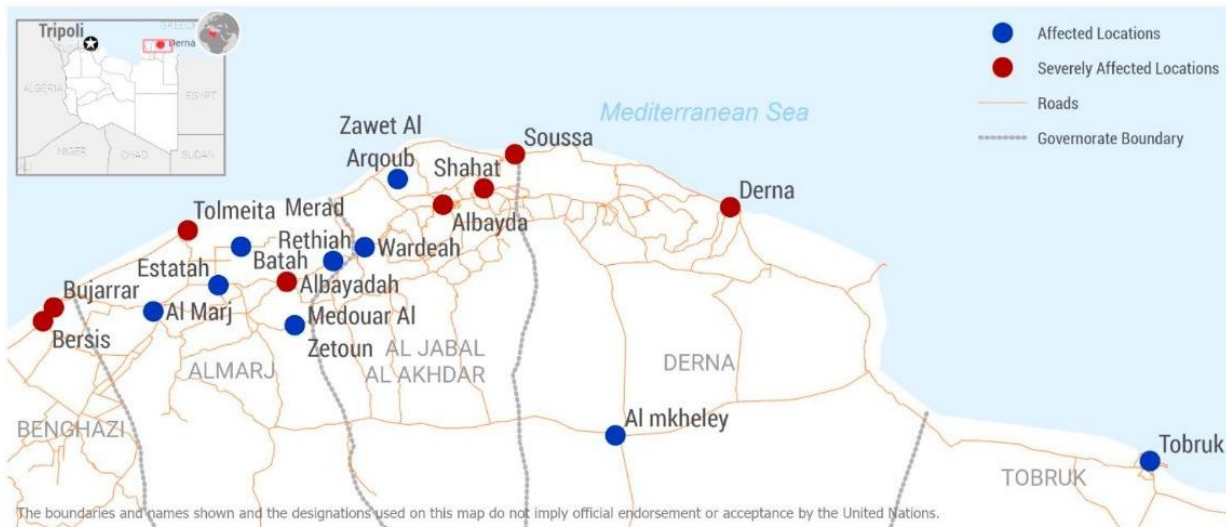 GREECE
Tripoli
Derna
ALGERIA
EGYPT
NIGER
CHAD
SUDAN
Affected Locations
Severely Affected Locations
Roads
Governorate Boundary
Mediterranean Sea
Zawet Al
Arqoub
Soussa
Shahat
Derna
Tolmeita
Merad
Albayda
Rethiah
Wardeah
Batah
Estatah
Albayadah
Bujarrar
Al Marj
Medouar Al
Zetoun
Bersis
AL JABAL
AL AKHDAR
ALMARJ
DERNA
BENGHAZI
Al mkheley
Tobruk
TOBRUK
The boundaries and names shown and the designations used on this map do not imply official endorsement or acceptance by the United Nations.